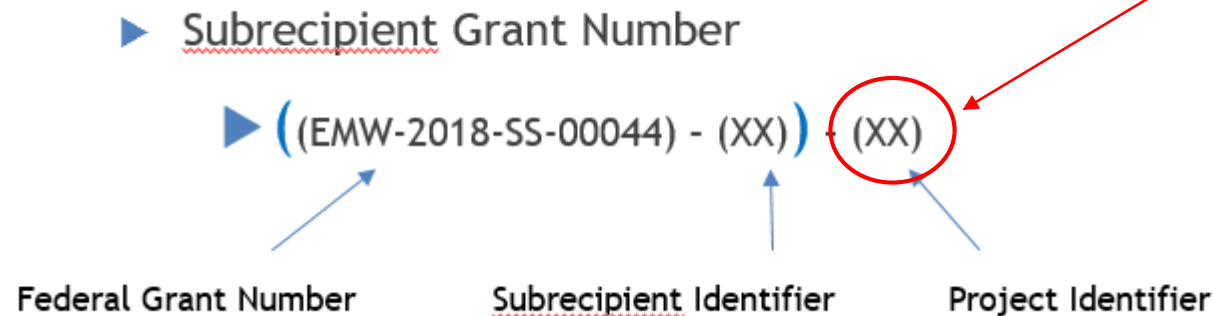 Subrecipient Grant Number
((EMW-2018-SS-00044) - (XX)) - (XX)
Federal Grant Number Subrecipient Identifier Project Identifier